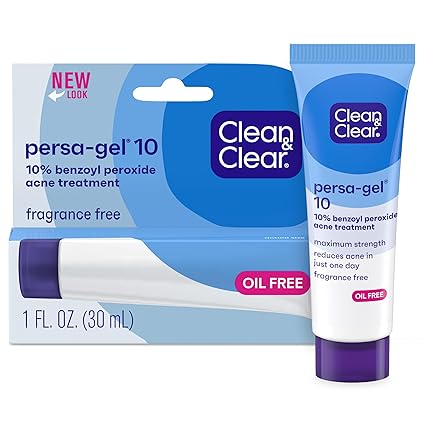 NEW
LOOK
Clean &
Clear®
persa-gel® 10
10% benzoyl peroxide
acne treatment
fragrance free
OIL FREE
1 FL. OZ. (30 mL)
Clean &
Clear®
persa-gel®
10
10% benzoyl peroxide
acne treatment
maximum strength
reduces acne in
just one day
fragrance free
OIL FREE